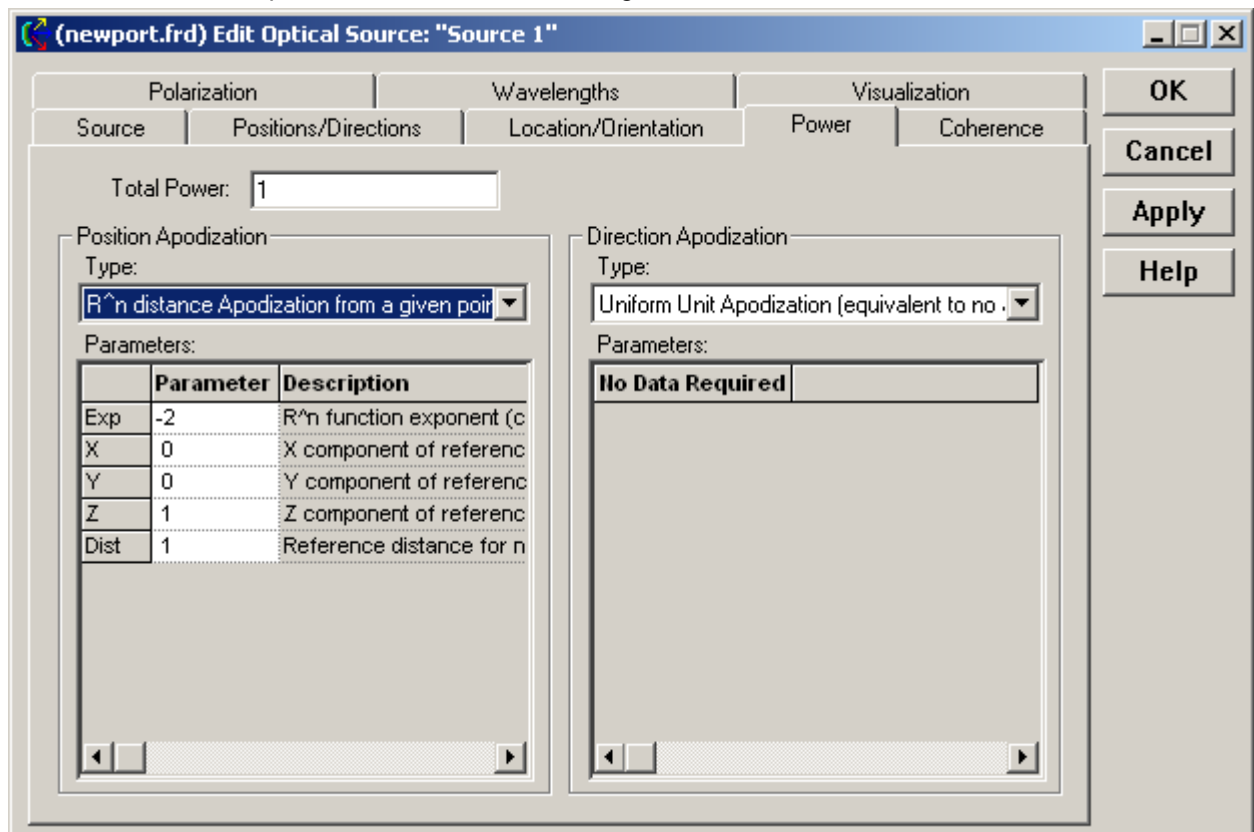 (newport.frd) Edit Optical Source: "Source 1"
Polarization Wavelengths Visualization
Source Positions/Directions Location/Orientation Power Coherence
OK
Cancel
Apply
Help
Total Power: 1
Position Apodization
Type:
R^n distance Apodization from a given poin
Parameters:
Parameter Description
Exp -2 R^n function exponent (c
X 0 X component of referenc
Y 0 Y component of referenc
Z 1 Z component of referenc
Dist 1 Reference distance for n
Direction Apodization
Type:
Uniform Unit Apodization (equivalent to no
Parameters:
No Data Required